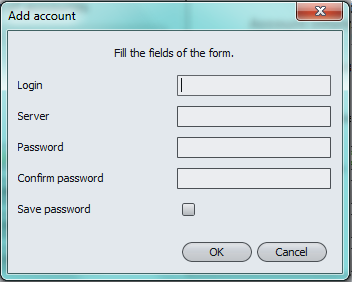 Add account
Fill the fields of the form.
Login
Server
Password
Confirm password
Save password
OK Cancel